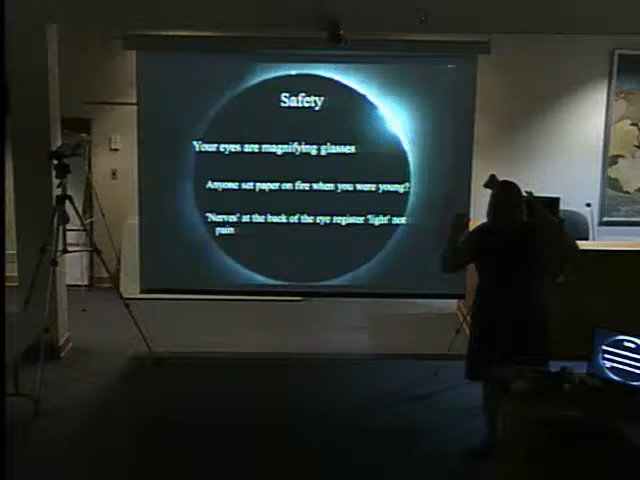 Safety
Your eyes are magnifying glasses
Anyone set paper on fire when you were young?
'Nerves' at the back of the eye register 'light' not
pain